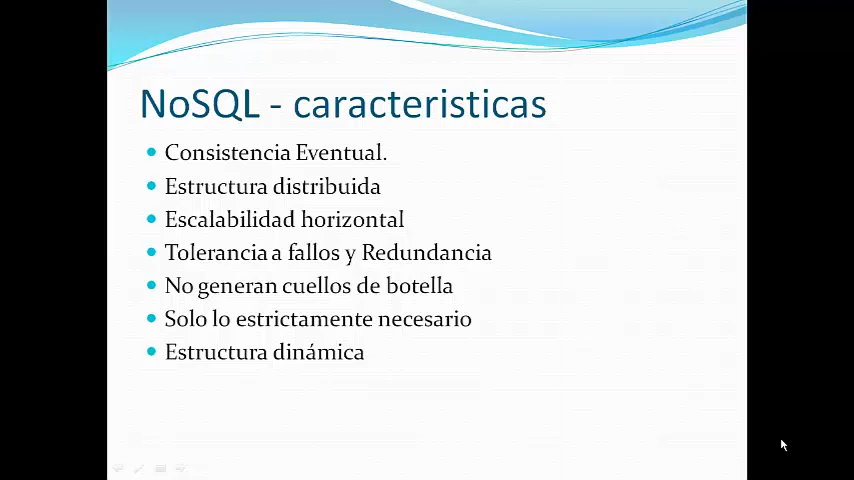 NoSQL - caracteristicas
Consistencia Eventual.
Estructura distribuida
Escalabilidad horizontal
Tolerancia a fallos y Redundancia
No generan cuellos de botella
Solo lo estrictamente necesario
Estructura dinámica